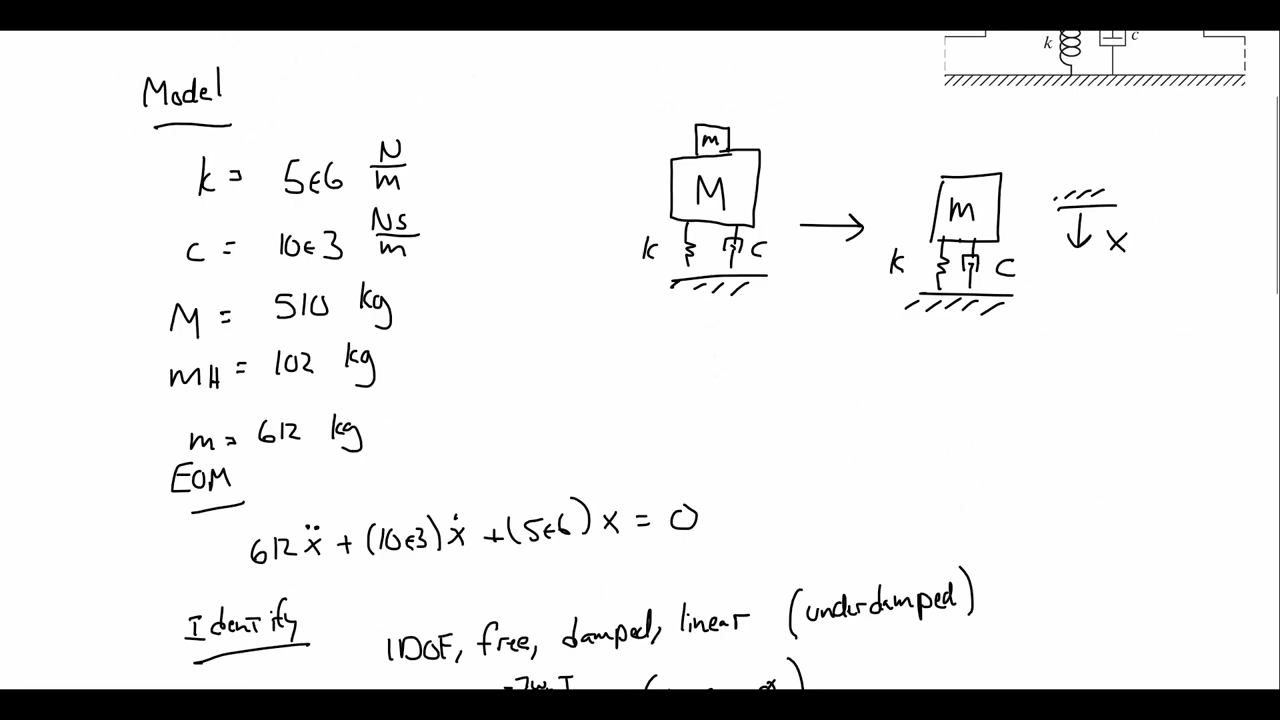 k c
Model
k = 5e6 N/m
c = 10e3 Ns/m
M = 510 kg
mH = 102 kg
m = 612 kg
m
M
k c
m
k c
x
EOM
612ẍ + (10e3)ẋ + (5e6)x = 0
Identify
1DOF, free, damped, linear (underdamped)